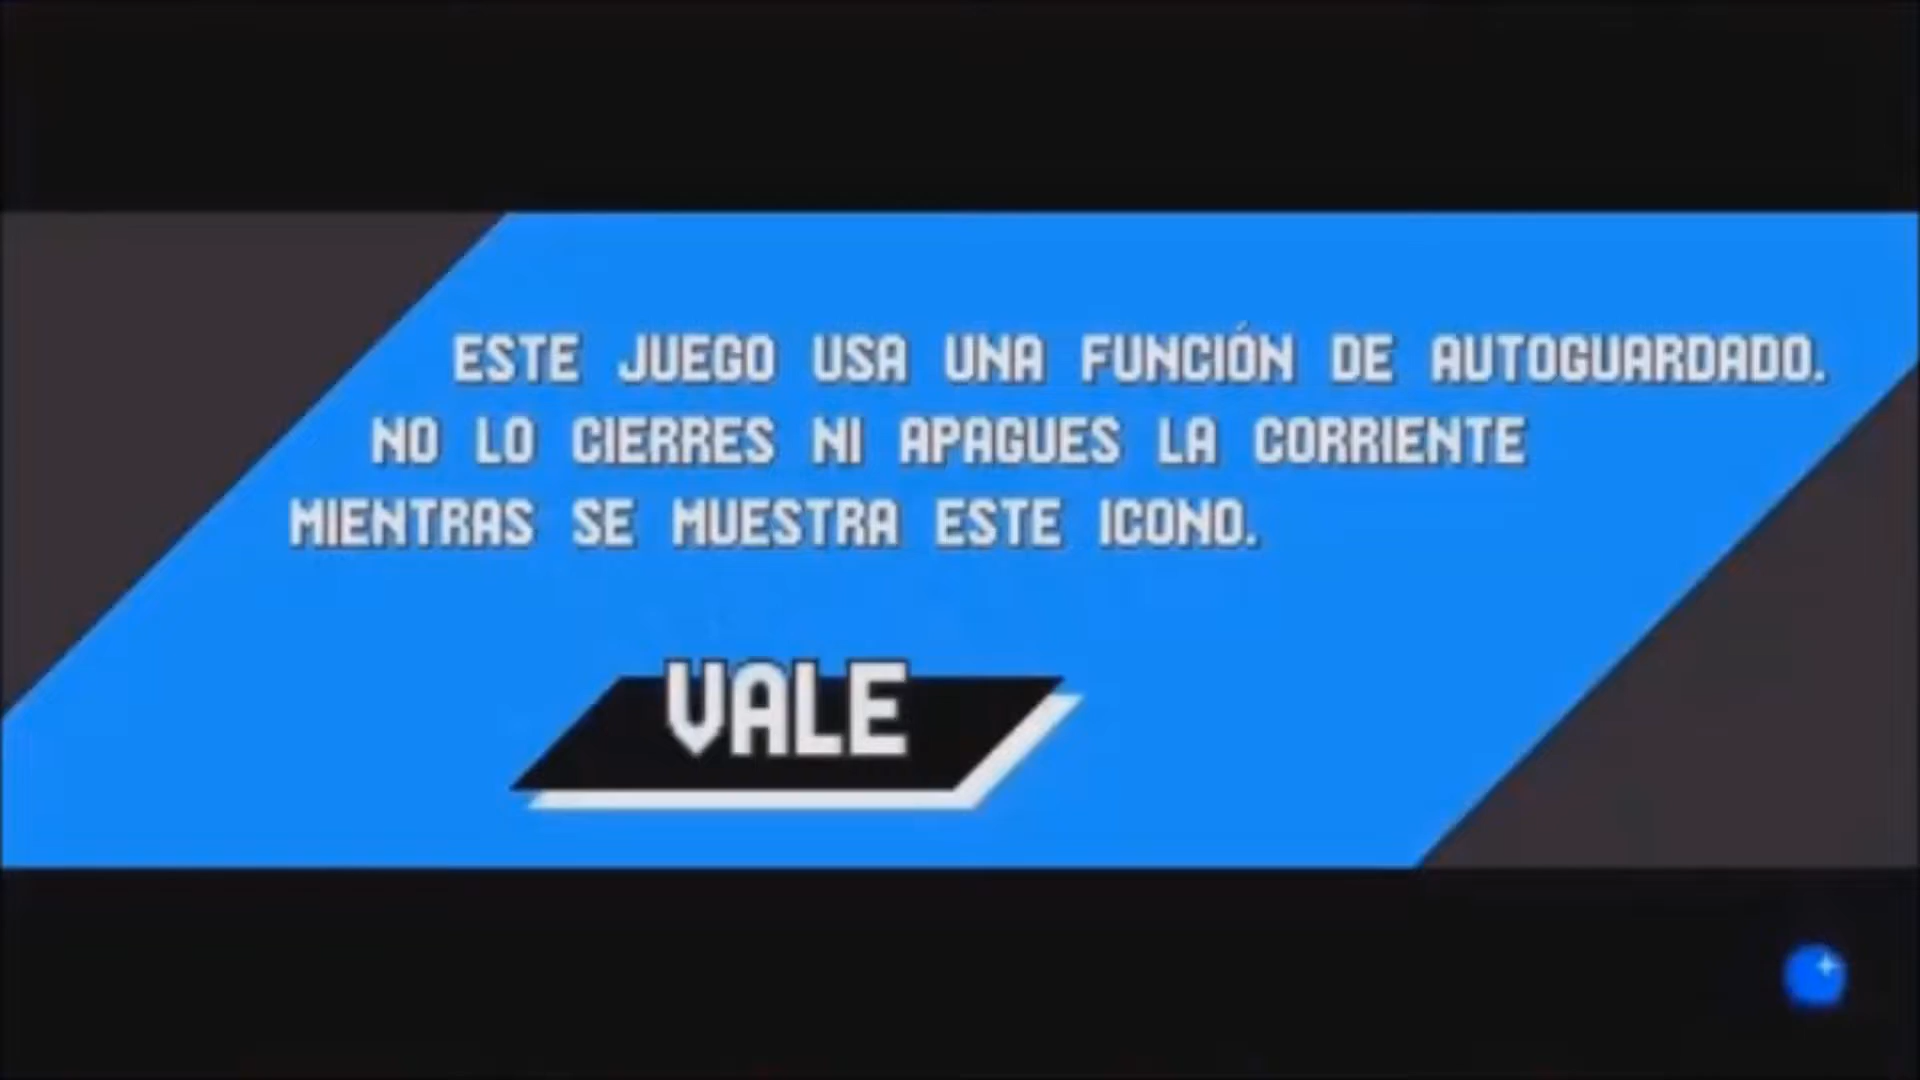 ESTE JUEGO USA UNA FUNCIÓN DE AUTOGUARDADO.
NO LO CIERRES NI APAGUES LA CORRIENTE
MIENTRAS SE MUESTRA ESTE ICONO.
VALE